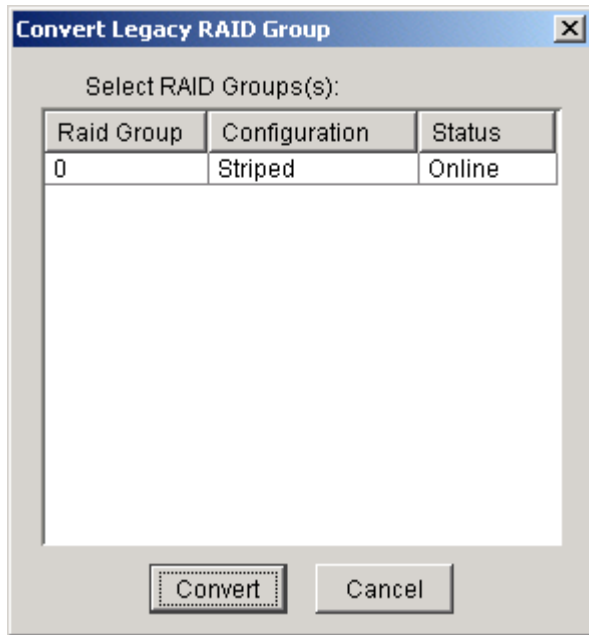 Convert Legacy RAID Group
Select RAID Groups(s):
Raid Group Configuration Status
0 Striped Online
Convert Cancel